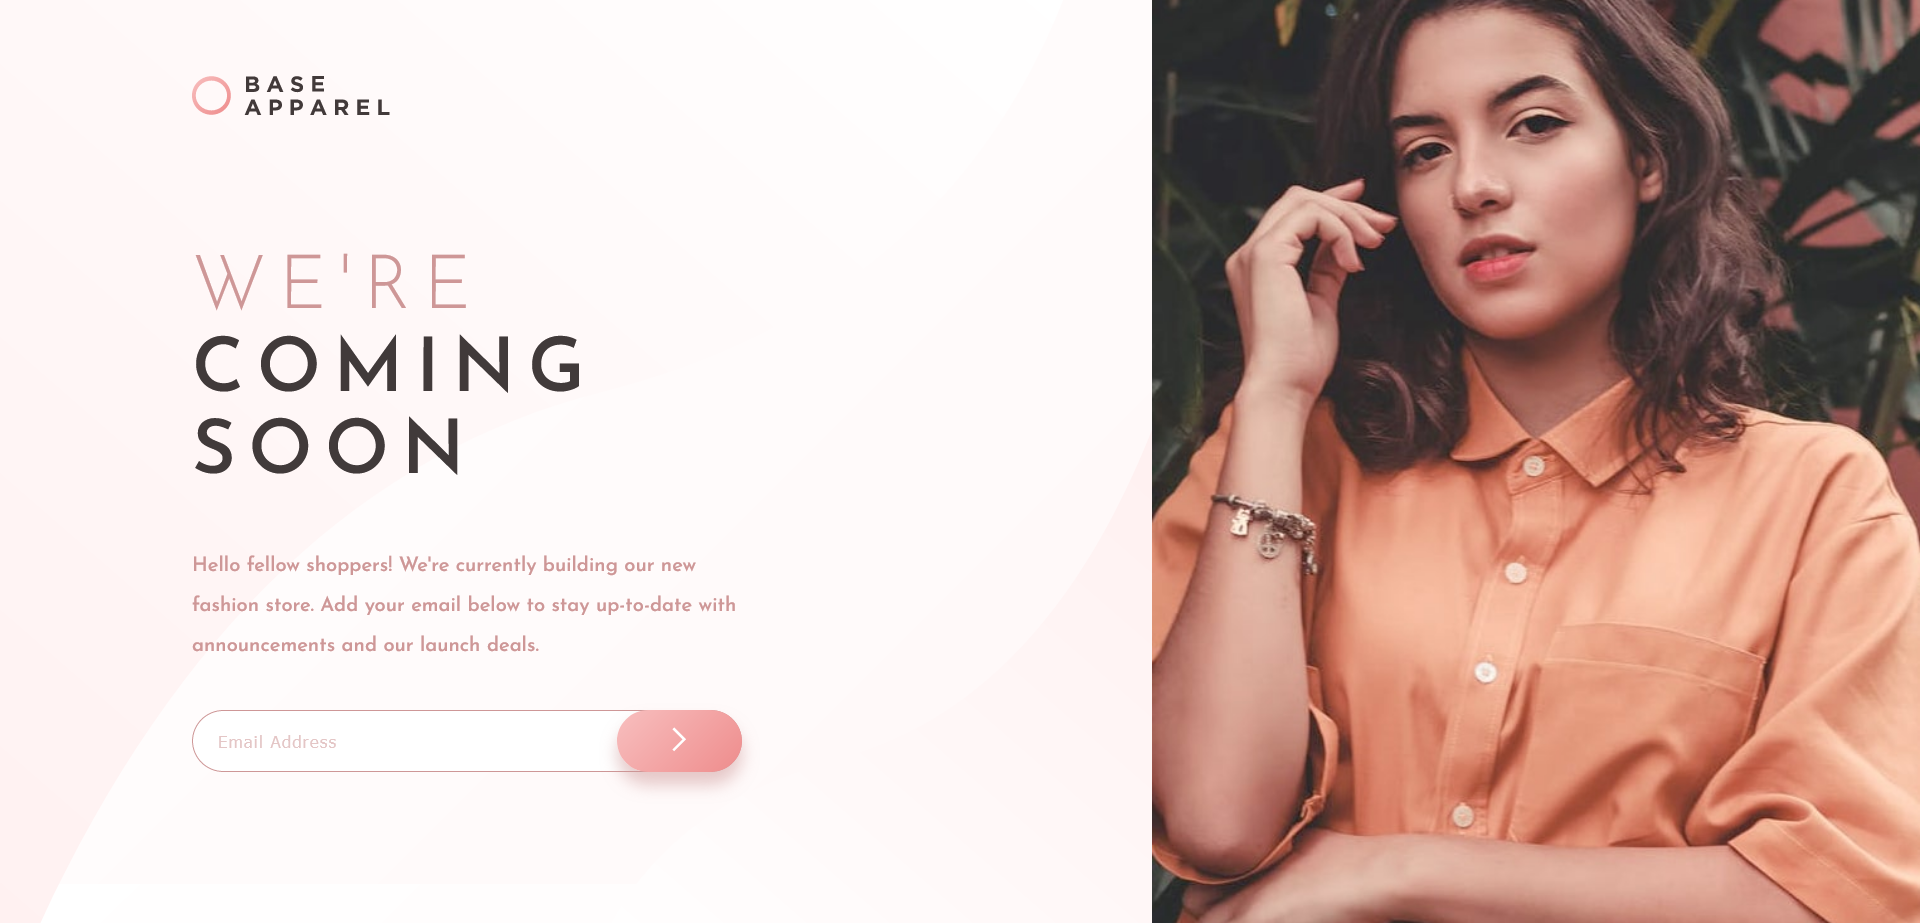 BASE
APPAREL
WE'RE
COMING
SOON
Hello fellow shoppers! We're currently building our new
fashion store. Add your email below to stay up-to-date with
announcements and our launch deals.
Email Address